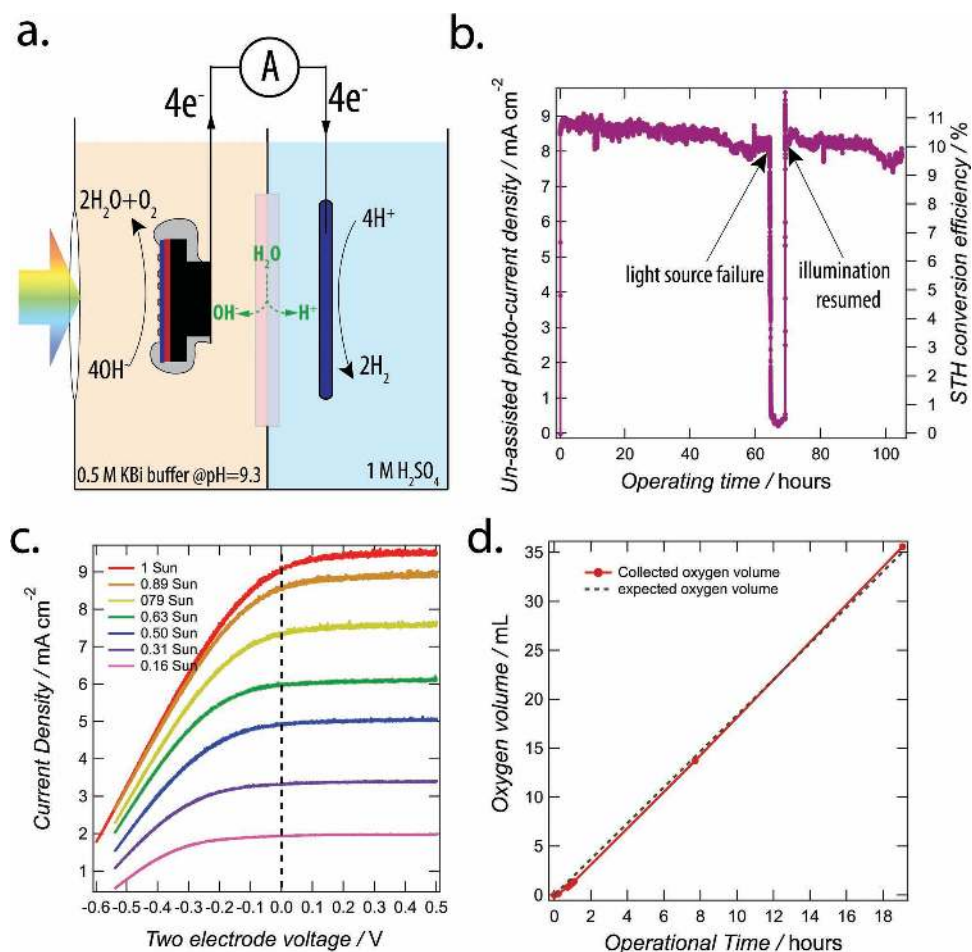 a.
A
4e⁻
4e⁻
2H₂O+O₂
4H⁺
H₂O
OH⁻
H⁺
4OH⁻
2H₂
0.5 M KBi buffer @pH=9.3
1 M H₂SO₄
b.
Un-assisted photo-current density / mA cm⁻²
9
8
7
6
5
4
3
2
1
0
11
10
9
8
7
6
5
4
3
2
1
0
STH conversion efficiency / %
light source failure
illumination
resumed
0 20 40 60 80 100
Operating time / hours
c.
Current Density / mA cm⁻²
9
8
7
6
5
4
3
2
1
1 Sun
0.89 Sun
079 Sun
0.63 Sun
0.50 Sun
0.31 Sun
0.16 Sun
-0.6 -0.5 -0.4 -0.3 -0.2 -0.1 0.0 0.1 0.2 0.3 0.4 0.5
Two electrode voltage / V
d.
Oxygen volume / mL
35
30
25
20
15
10
5
0
Collected oxygen volume
expected oxygen volume
0 2 4 6 8 10 12 14 16 18
Operational Time / hours